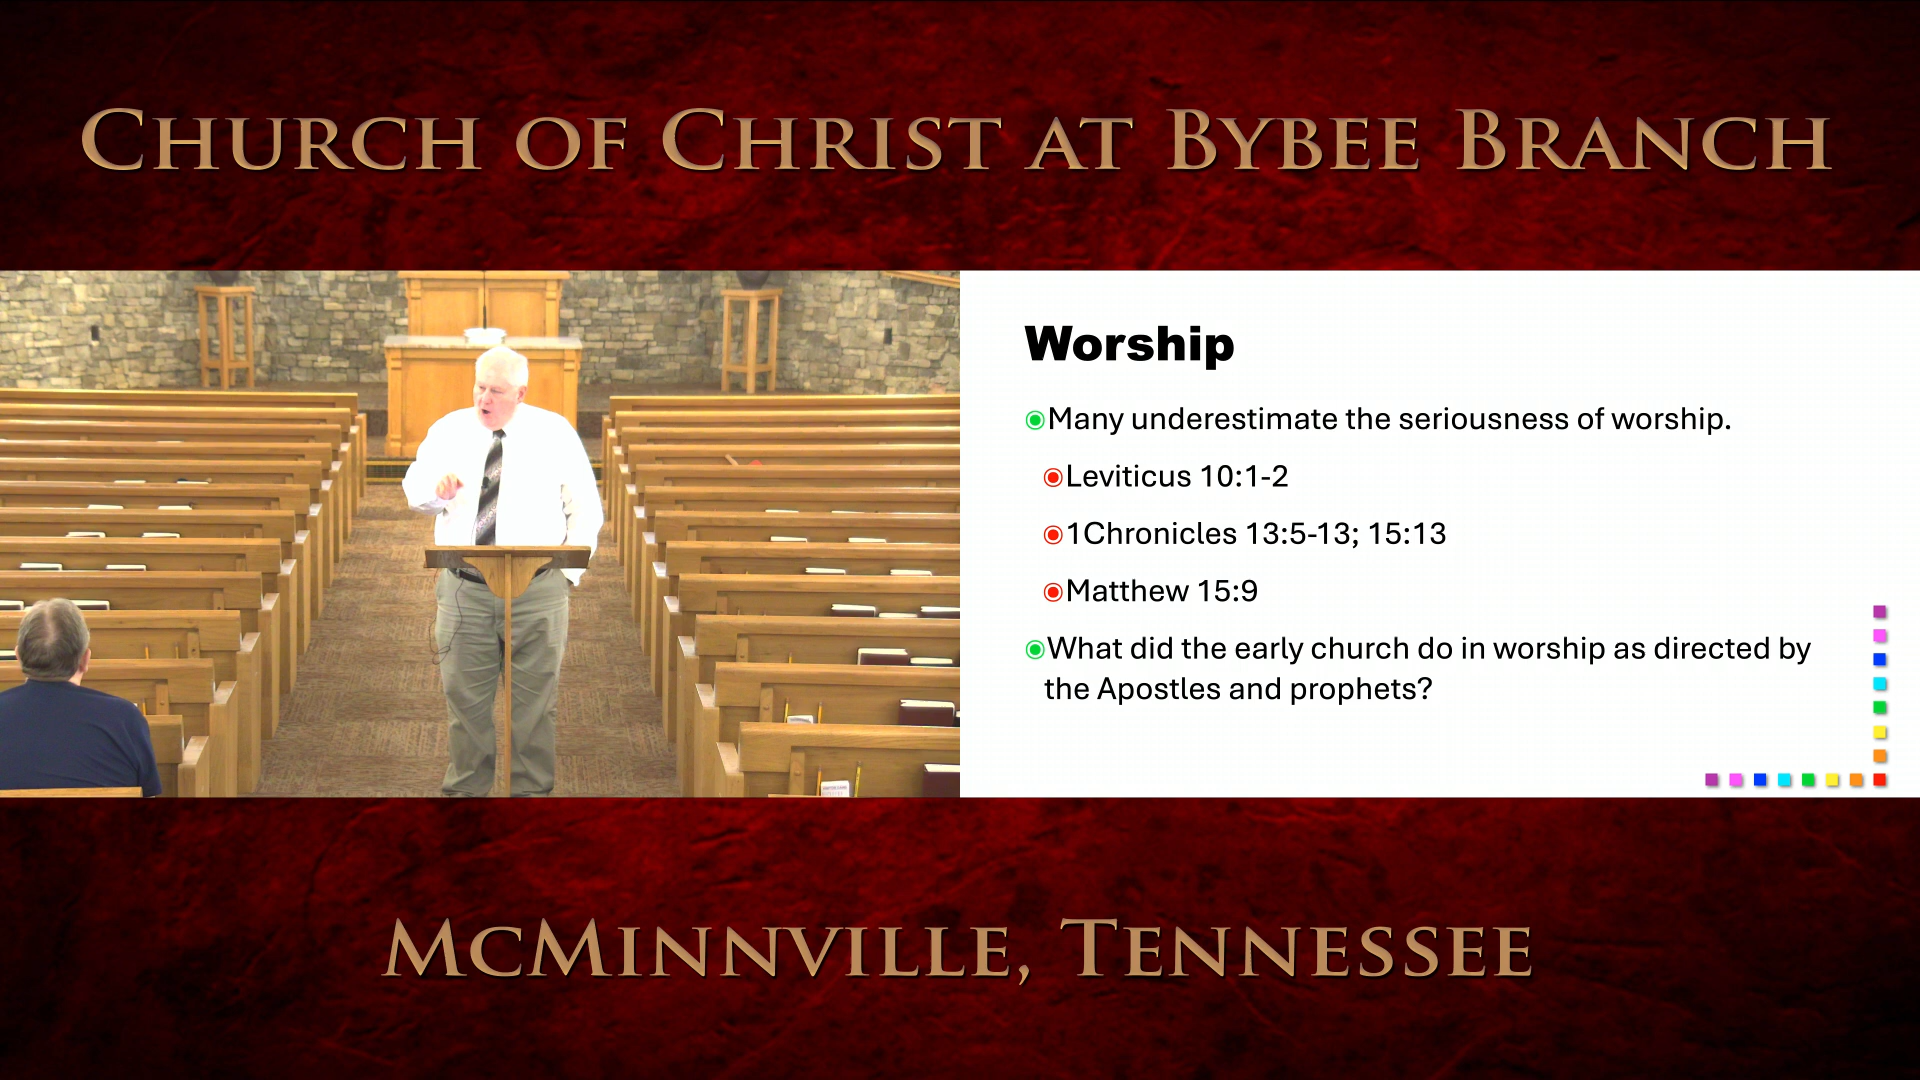 CHURCH OF CHRIST AT BYBEE BRANCH
Worship
Many underestimate the seriousness of worship.
Leviticus 10:1-2
1Chronicles 13:5-13; 15:13
Matthew 15:9
What did the early church do in worship as directed by
the Apostles and prophets?
MCMINNVILLE, TENNESSEE